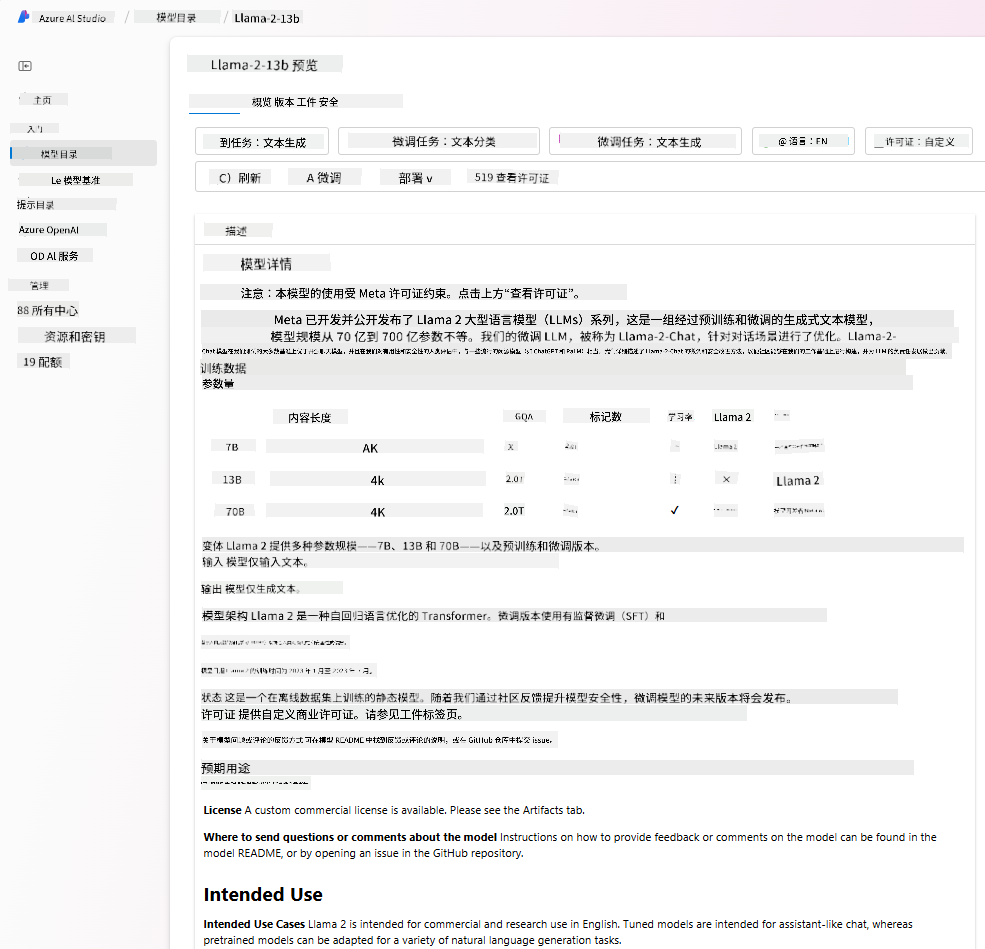 Azure AI Studio / 模型目录 / Llama-2-13b
Llama-2-13b 预览
主页
概览 版本 工件 安全
入门
到任务：文本生成 微调任务：文本分类 微调任务：文本生成 @ 语言：EN 许可证：自定义
模型目录
C）刷新 A 微调 部署 v 519 查看许可证
Le 模型基准
提示目录
Azure OpenAI
描述
OD Al 服务
模型详情
管理
注意：本模型的使用受 Meta 许可证约束。点击上方“查看许可证”。
88 所有中心
Meta 已开发并公开发布了 Llama 2 大型语言模型（LLMs）系列，这是一组经过预训练和微调的生成式文本模型，
资源和密钥
模型规模从 70 亿到 700 亿参数不等。我们的微调 LLM，被称为 Llama-2-Chat，针对对话场景进行了优化。Llama-2-
19 配额
训练数据
参数量
内容长度 GQA 标记数 学习率 Llama 2
7B AK X
13B 4k 2.0T ✕ Llama 2
70B 4K 2.0T ✓
变体 Llama 2 提供多种参数规模——7B、13B 和 70B——以及预训练和微调版本。
输入 模型仅输入文本。
输出 模型仅生成文本。
模型架构 Llama 2 是一种自回归语言优化的 Transformer。微调版本使用有监督微调（SFT）和
状态 这是一个在离线数据集上训练的静态模型。随着我们通过社区反馈提升模型安全性，微调模型的未来版本将会发布。
许可证 提供自定义商业许可证。请参见工件标签页。
关于模型问题或评论的反馈方式 可在模型 README 中找到反馈或评论的说明，或在 GitHub 仓库中提交 issue。
预期用途
License A custom commercial license is available. Please see the Artifacts tab.
Where to send questions or comments about the model Instructions on how to provide feedback or comments on the model can be found in the
model README, or by opening an issue in the GitHub repository.
Intended Use
Intended Use Cases Llama 2 is intended for commercial and research use in English. Tuned models are intended for assistant-like chat, whereas
pretrained models can be adapted for a variety of natural language generation tasks.